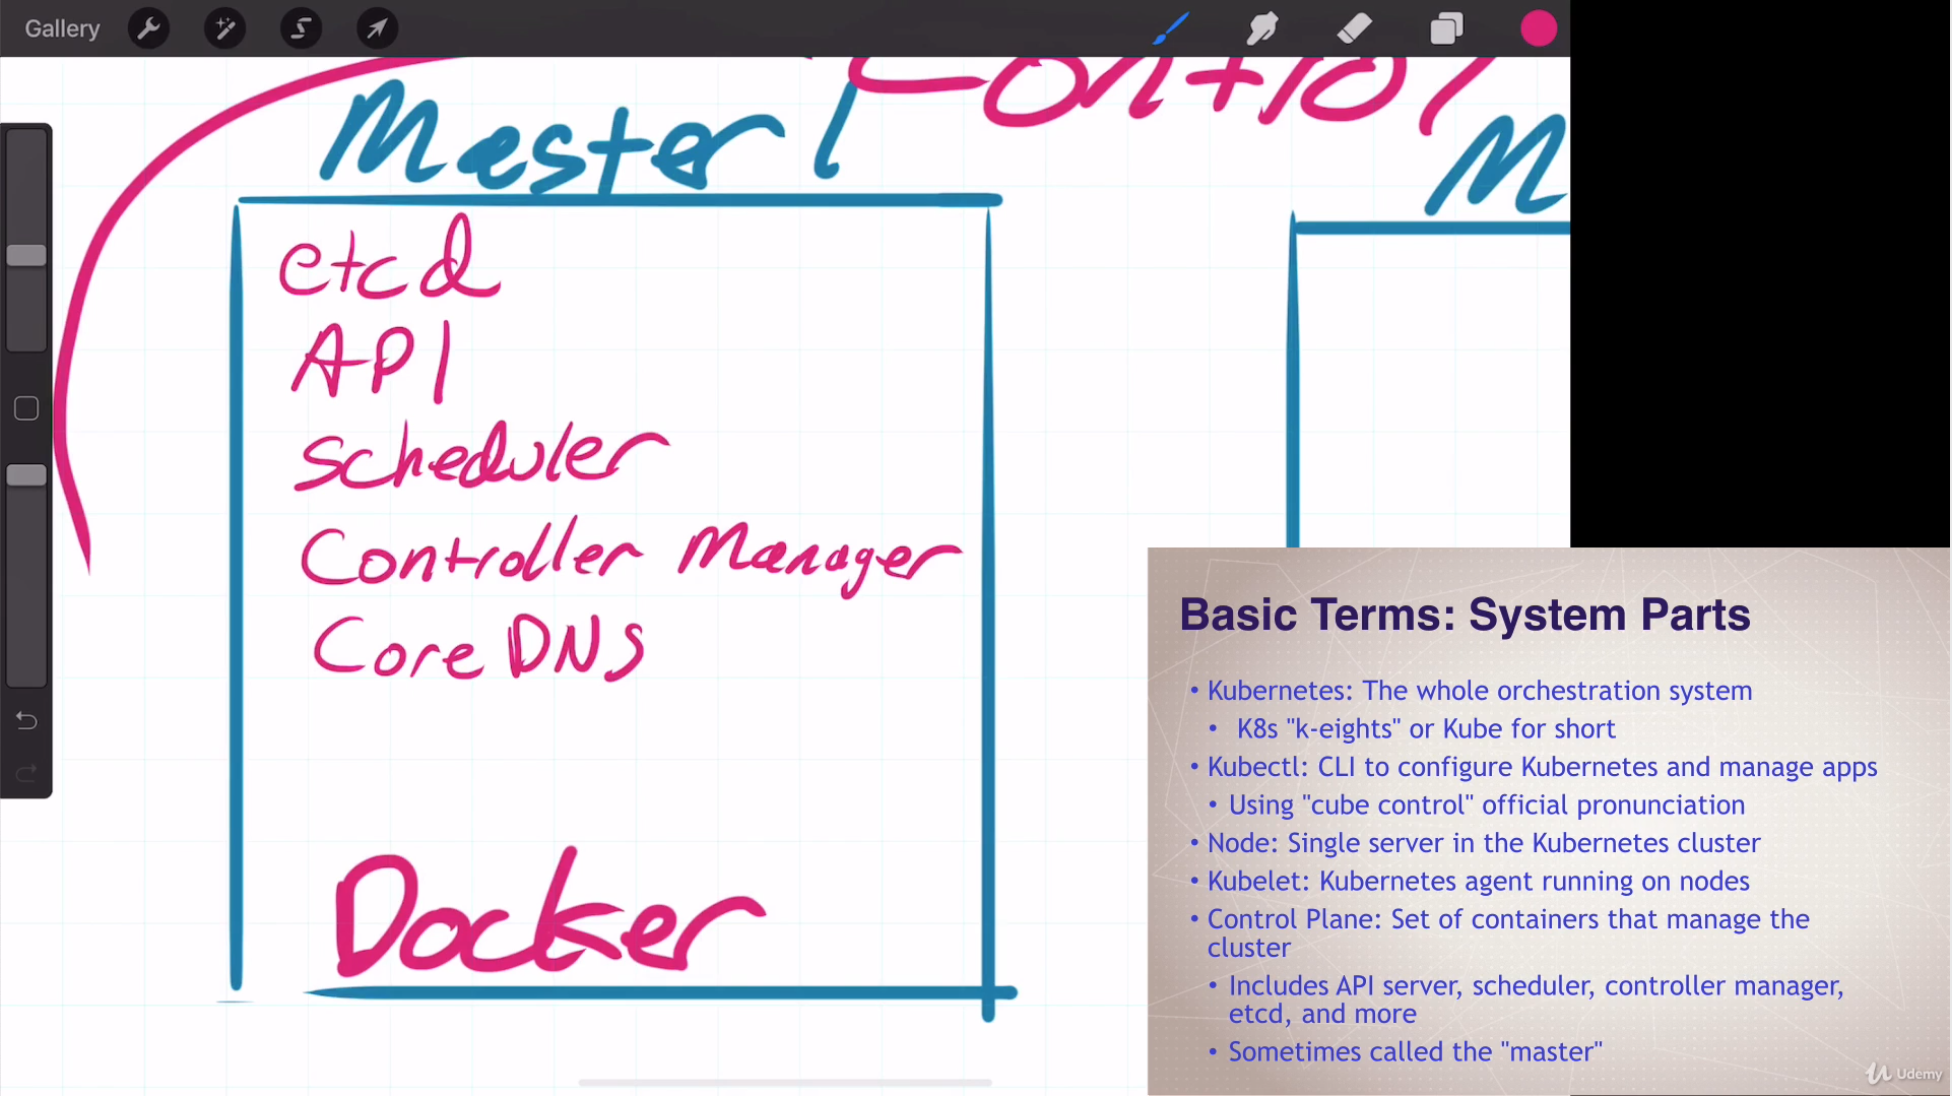 Gallery
Control
Master 1
M
etcd
API
Scheduler
Controller Manager
Core DNS
Docker
Basic Terms: System Parts
• Kubernetes: The whole orchestration system
• K8s "k-eights" or Kube for short
• Kubectl: CLI to configure Kubernetes and manage apps
• Using "cube control" official pronunciation
• Node: Single server in the Kubernetes cluster
• Kubelet: Kubernetes agent running on nodes
• Control Plane: Set of containers that manage the
cluster
• Includes API server, scheduler, controller manager,
etcd, and more
• Sometimes called the "master"
Udemy